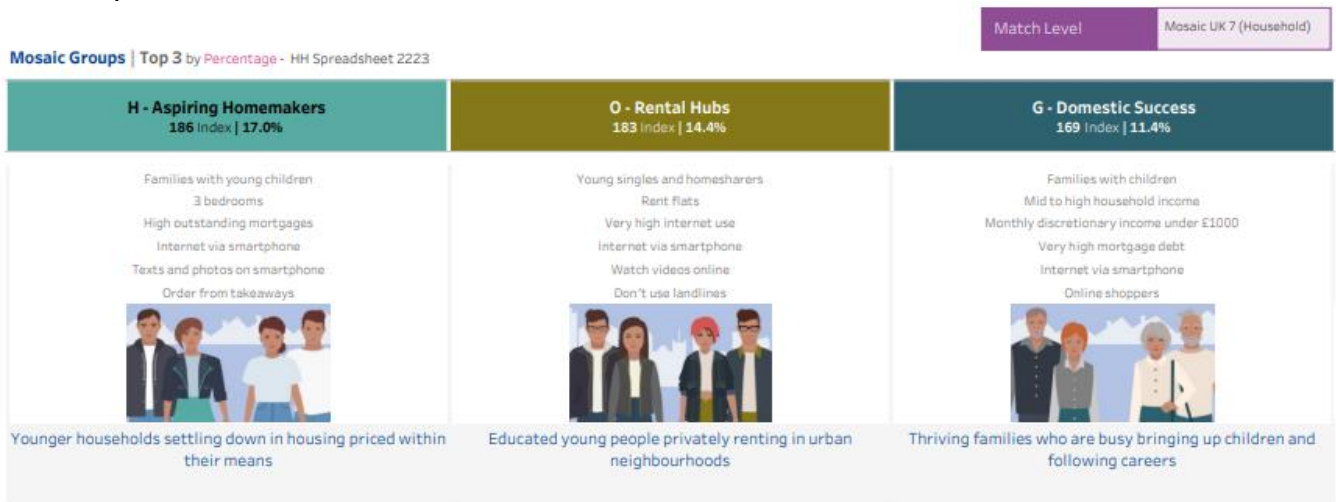 Match Level
Mosaic UK 7 (Household)
Mosaic Groups | Top 3 by Percentage - HH Spreadsheet 2223
H - Aspiring Homemakers
186 Index | 17.0%
O - Rental Hubs
183 Index | 14.4%
G - Domestic Success
169 Index | 11.4%
Families with young children
3 bedrooms
High outstanding mortgages
Internet via smartphone
Texts and photos on smartphone
Order from takeaways
Young singles and homesharers
Rent flats
Very high internet use
Internet via smartphone
Watch videos online
Don't use landlines
Families with children
Mid to high household income
Monthly discretionary income under £1000
Very high mortgage debt
Internet via smartphone
Online shoppers
Younger households settling down in housing priced within
their means
Educated young people privately renting in urban
neighbourhoods
Thriving families who are busy bringing up children and
following careers